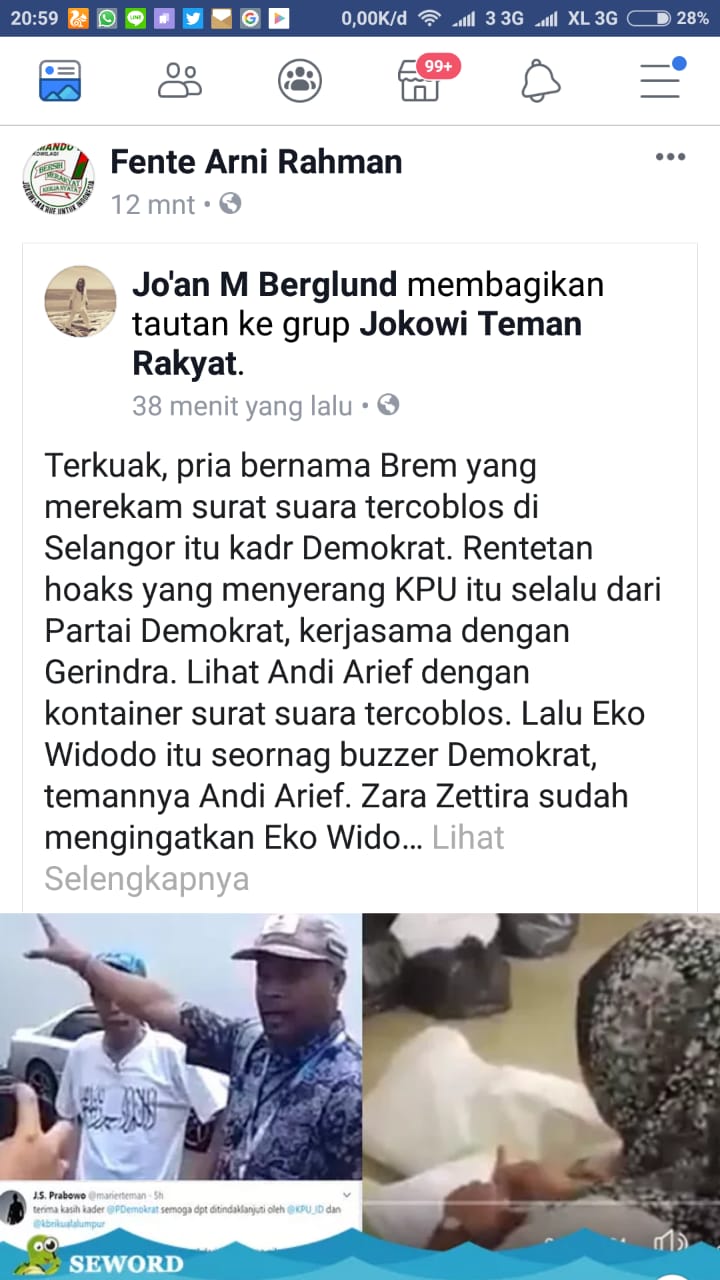 20:59
0,00K/d
3 3G
XL 3G
28%
99+
Fente Arni Rahman
12 mnt •
Jo'an M Berglund membagikan
tautan ke grup Jokowi Teman
Rakyat.
38 menit yang lalu •
Terkuak, pria bernama Brem yang
merekam surat suara tercoblos di
Selangor itu kadr Demokrat. Rentetan
hoaks yang menyerang KPU itu selalu dari
Partai Demokrat, kerjasama dengan
Gerindra. Lihat Andi Arief dengan
kontainer surat suara tercoblos. Lalu Eko
Widodo itu seornag buzzer Demokrat,
temannya Andi Arief. Zara Zettira sudah
mengingatkan Eko Wido... Lihat
Selengkapnya
J.S. Prabowo @marierteman · 5h
terima kasih kader @PDemokrat semoga dpt ditindaklanjuti oleh @KPU_ID dan
@kbrikualalumpur
SEWORD